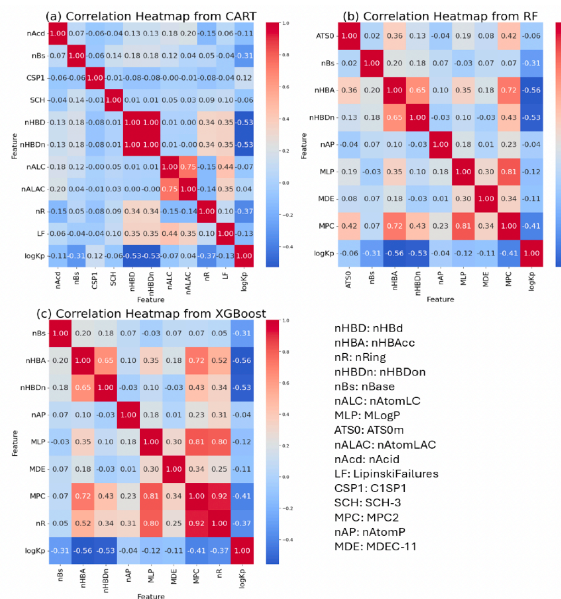 (a) Correlation Heatmap from CART
nAcd 1.00 0.07 -0.06 -0.04 0.13 0.13 0.18 0.20 -0.15 0.06 -0.11
nBs 0.07 1.00 -0.01 0.14 0.18 0.18 0.12 0.04 0.05 0.12 -0.31
CSP1 -0.06 -0.01 1.00 -0.01 -0.08 -0.08 -0.00 0.03 -0.08 -0.04 0.12
SCH -0.04 0.14 -0.01 1.00 0.01 0.01 -0.05 -0.06 0.09 0.06 -0.06
nHBD 0.13 0.18 -0.08 0.01 1.00 1.00 0.01 -0.00 0.34 0.35 -0.53
nHBDn 0.13 0.18 -0.08 0.01 1.00 1.00 0.01 -0.00 0.34 0.35 -0.53
nALC 0.18 0.12 -0.00 -0.05 0.01 0.01 1.00 0.75 -0.15 0.44 -0.07
nALAC 0.20 0.04 0.03 -0.06 -0.00 -0.00 0.75 1.00 -0.14 0.35 0.04
nR -0.15 0.05 -0.08 0.09 0.34 0.34 -0.15 -0.14 1.00 0.10 -0.37
LF 0.06 0.12 -0.04 0.06 0.35 0.35 0.44 0.35 0.10 1.00 -0.13
logKp -0.11 -0.31 0.12 -0.06 -0.53 -0.53 -0.07 0.04 -0.37 -0.13 1.00
Feature
nAcd nBs CSP1 SCH nHBD nHBDn nALC nALAC nR LF logKp
Feature
1.0
0.8
0.6
0.4
0.2
0.0
-0.2
-0.4
(b) Correlation Heatmap from RF
ATS0 1.00 0.02 0.36 0.13 -0.04 0.19 0.08 0.42 -0.06
nBs 0.02 1.00 0.20 0.18 0.07 -0.03 -0.07 0.07 -0.31
nHBA 0.36 0.20 1.00 0.65 0.10 0.35 0.18 0.72 -0.56
nHBDn 0.13 0.18 0.65 1.00 -0.03 0.10 -0.03 0.43 -0.53
nAP -0.04 0.07 0.10 -0.03 1.00 0.18 0.01 0.23 -0.04
MLP 0.19 -0.03 0.35 0.10 0.18 1.00 0.30 0.81 -0.12
MDE 0.08 -0.07 0.18 -0.03 0.01 0.30 1.00 0.34 -0.11
MPC 0.42 0.07 0.72 0.43 0.23 0.81 0.34 1.00 -0.41
logKp -0.06 -0.31 -0.56 -0.53 -0.04 -0.12 -0.11 -0.41 1.00
Feature
ATS0 nBs nHBA nHBDn nAP MLP MDE MPC logKp
Feature
(c) Correlation Heatmap from XGBoost
nBs 1.00 0.20 0.18 0.07 -0.03 -0.07 0.07 0.05 -0.31
nHBA 0.20 1.00 0.65 0.10 0.35 0.18 0.72 0.52 -0.56
nHBDn 0.18 0.65 1.00 -0.03 0.10 -0.03 0.43 0.34 -0.53
nAP 0.07 0.10 -0.03 1.00 0.18 0.01 0.23 0.31 -0.04
MLP -0.03 0.35 0.10 0.18 1.00 0.30 0.81 0.80 -0.12
MDE -0.07 0.18 -0.03 0.01 0.30 1.00 0.34 0.25 -0.11
MPC 0.07 0.72 0.43 0.23 0.81 0.34 1.00 0.92 -0.41
nR 0.05 0.52 0.34 0.31 0.80 0.25 0.92 1.00 -0.37
logKp -0.31 -0.56 -0.53 -0.04 -0.12 -0.11 -0.41 -0.37 1.00
Feature
nBs nHBA nHBDn nAP MLP MDE MPC nR logKp
Feature
1.0
0.8
0.6
0.4
0.2
0.0
-0.2
-0.4
nHBD: nHBd
nHBA: nHBAcc
nR: nRing
nHBDn: nHBDon
nBs: nBase
nALC: nAtomLC
MLP: MLogP
ATS0: ATS0m
nALAC: nAtomLAC
nAcd: nAcid
LF: LipinskiFailures
CSP1: C1SP1
SCH: SCH-3
MPC: MPC2
nAP: nAtomP
MDE: MDEC-11